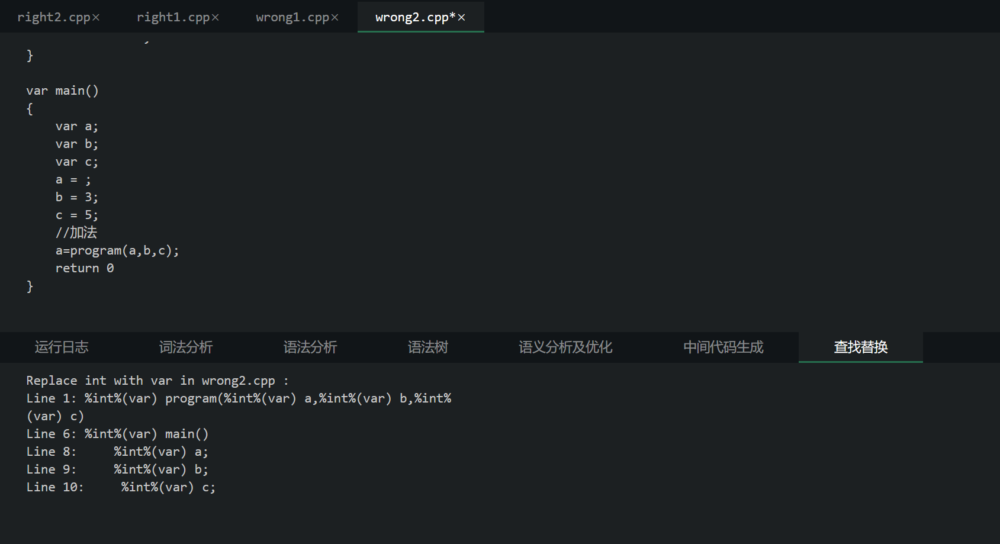 right2.cpp× right1.cpp× wrong1.cpp× wrong2.cpp*×
}
var main()
{
    var a;
    var b;
    var c;
    a = ;
    b = 3;
    c = 5;
    //加法
    a=program(a,b,c);
    return 0
}
运行日志 词法分析 语法分析 语法树 语义分析及优化 中间代码生成 查找替换
Replace int with var in wrong2.cpp :
Line 1: %int%(var) program(%int%(var) a,%int%(var) b,%int%
(var) c)
Line 6: %int%(var) main()
Line 8:     %int%(var) a;
Line 9:     %int%(var) b;
Line 10:     %int%(var) c;